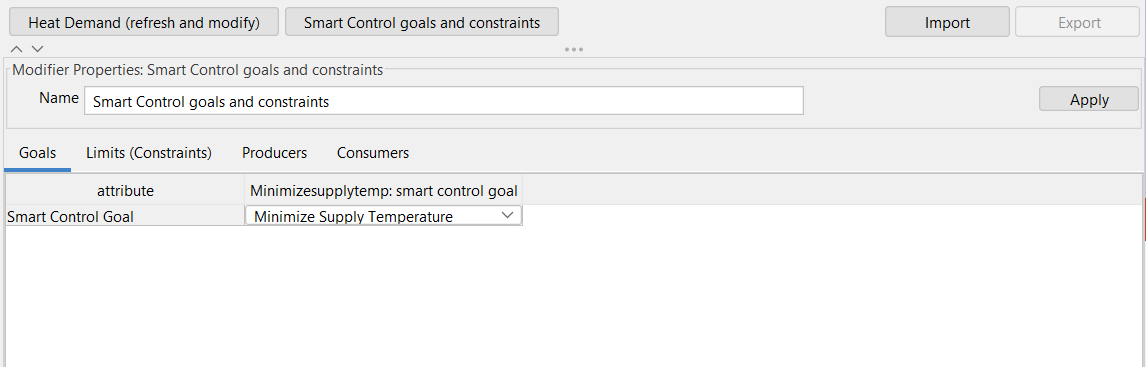 Heat Demand (refresh and modify) Smart Control goals and constraints Import Export
Modifier Properties: Smart Control goals and constraints
Name Smart Control goals and constraints Apply
Goals Limits (Constraints) Producers Consumers
attribute Minimizesupplytemp: smart control goal
Smart Control Goal Minimize Supply Temperature